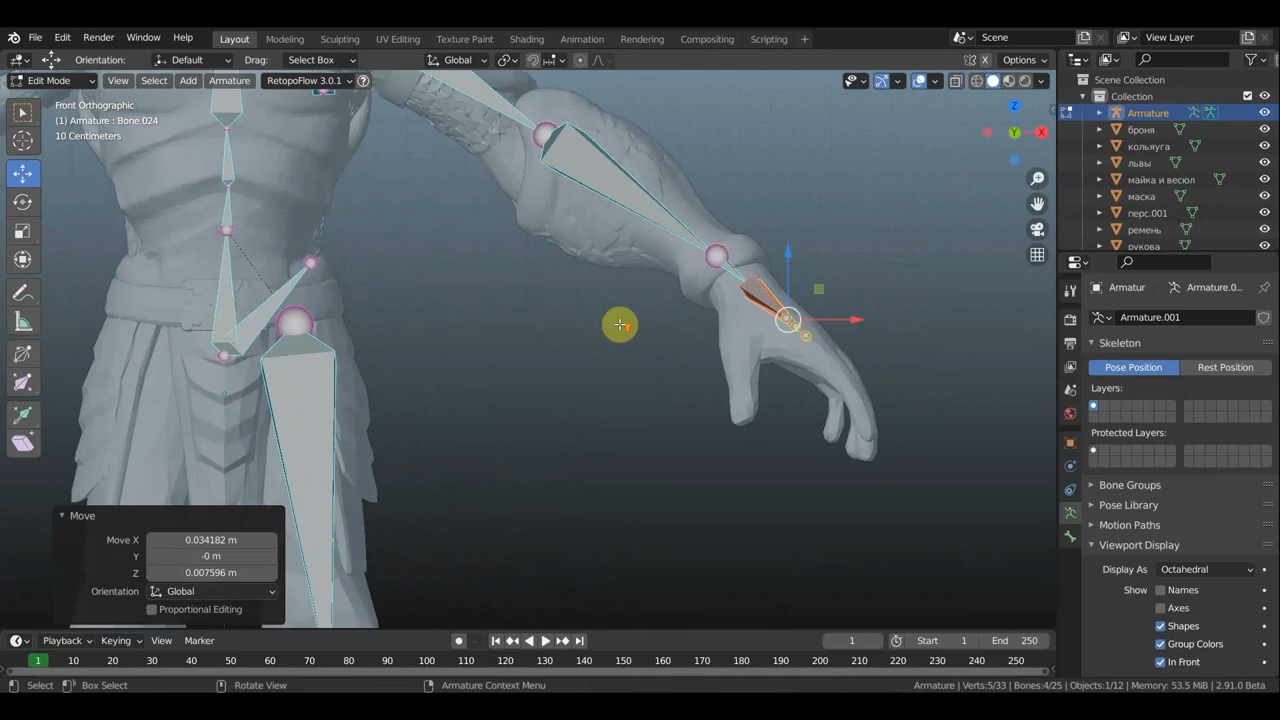 File Edit Render Window Help Layout Modeling Sculpting UV Editing Texture Paint Shading Animation Rendering Compositing Scripting + Scene View Layer
Orientation: Default Drag: Select Box Global Options
Edit Mode View Select Add Armature RetopoFlow 3.0.1
Front Orthographic
(1) Armature : Bone.024
10 Centimeters
Z
Y
X
Move
Move X 0.034182 m
Y -0 m
Z 0.007596 m
Orientation Global
Proportional Editing
Scene Collection
Collection
Armature
броня
кольяуга
львы
майка и весюл
маска
перс.001
ремень
рукова
Armatur Armature.0...
Armature.001
Skeleton
Pose Position Rest Position
Layers:
Protected Layers:
Bone Groups
Pose Library
Motion Paths
Viewport Display
Display As Octahedral
Show Names
Axes
Shapes
Group Colors
In Front
Playback Keying View Marker 1 Start 1 End 250
1 10 20 30 40 50 60 70 80 90 100 110 120 130 140 150 160 170 180 190 200 210 220 230 240 250
Select Box Select Rotate View Armature Context Menu Armature | Verts:5/33 | Bones:4/25 | Objects:1/12 | Memory: 53.5 MiB | 2.91.0 Beta